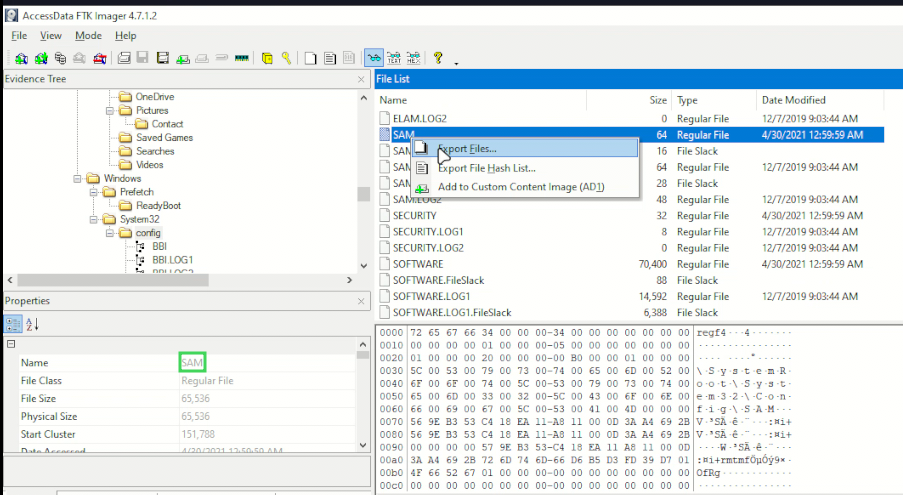 AccessData FTK Imager 4.7.1.2
File View Mode Help
Evidence Tree
OneDrive
Pictures
Contact
Saved Games
Searches
Videos
Windows
Prefetch
ReadyBoot
System32
config
BBI
BBI.LOG1
BBI.LOG2
File List
Name Size Type Date Modified
ELAM.LOG2 0 Regular File 12/7/2019 9:03:44 AM
SAM 64 Regular File 4/30/2021 12:59:59 AM
SAM 16 File Slack
SAM 64 Regular File 12/7/2019 9:03:44 AM
SAM 28 File Slack
SAM.LOG2 48 Regular File 12/7/2019 9:03:44 AM
SECURITY 32 Regular File 4/30/2021 12:59:59 AM
SECURITY.LOG1 8 Regular File 12/7/2019 9:03:44 AM
SECURITY.LOG2 0 Regular File 12/7/2019 9:03:44 AM
SOFTWARE 70,400 Regular File 4/30/2021 12:59:59 AM
SOFTWARE.FileSlack 88 File Slack
SOFTWARE.LOG1 14,592 Regular File 12/7/2019 9:03:44 AM
SOFTWARE.LOG1.FileSlack 6,388 File Slack
Export Files...
Export File Hash List...
Add to Custom Content Image (AD1)
Properties
Name SAM
File Class Regular File
File Size 65,536
Physical Size 65,536
Start Cluster 151,788
Date Accessed 4/30/2021 12:59:59 AM
0000 72 65 67 66 34 00 00 00-34 00 00 00 00 00 00 00 regf4···4·······
0010 00 00 00 00 01 00 00 00-05 00 00 00 00 00 00 00 ················
0020 01 00 00 00 20 00 00 00-00 B0 00 00 01 00 00 00 ···· ····°······
0030 5C 00 53 00 79 00 73 00-74 00 65 00 6D 00 52 00 \·S·y·s·t·e·m·R·
0040 6F 00 6F 00 74 00 5C 00-53 00 79 00 73 00 74 00 o·o·t·\·S·y·s·t·
0050 65 00 6D 00 33 00 32 00-5C 00 43 00 6F 00 6E 00 e·m·3·2·\·C·o·n·
0060 66 00 69 00 67 00 5C 00-53 00 41 00 4D 00 00 00 f·i·g·\·S·A·M···
0070 56 9E B3 53 C4 18 EA 11-A8 11 00 0D 3A A4 69 2B V·³SÄ·ê·¨···:¤i+
0080 56 9E B3 53 C4 18 EA 11-A8 11 00 0D 3A A4 69 2B V·³SÄ·ê·¨···:¤i+
0090 00 00 00 00 57 9E B3 53-C4 18 EA 11 A8 11 00 0D ····W·³SÄ·ê·¨···
00a0 3A A4 69 2B 72 6D 74 6D-66 D6 B5 D3 FD 39 D7 01 :¤i+rmtmfÖµÓý9×·
00b0 4F 66 52 67 01 00 00 00-00 00 00 00 00 00 00 00 OfRg············
00c0 00 00 00 00 00 00 00 00-00 00 00 00 00 00 00 00 ················